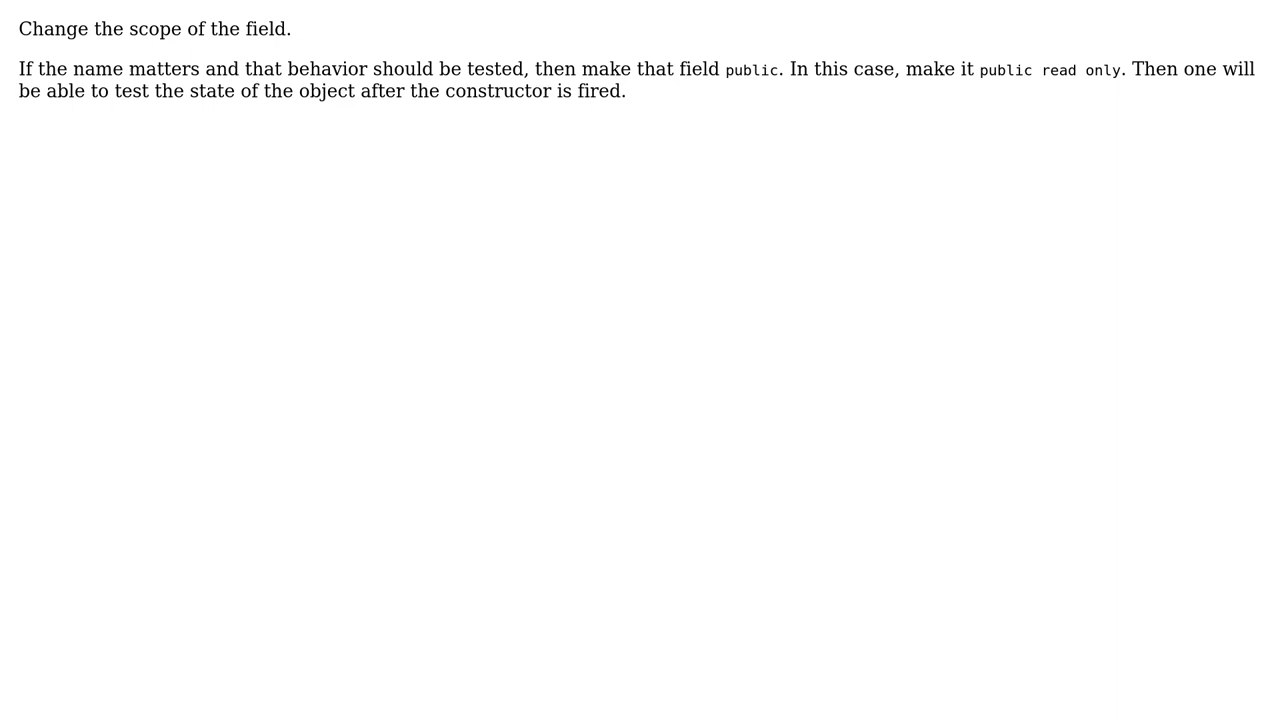 Change the scope of the field.
If the name matters and that behavior should be tested, then make that field public. In this case, make it public read only. Then one will
be able to test the state of the object after the constructor is fired.